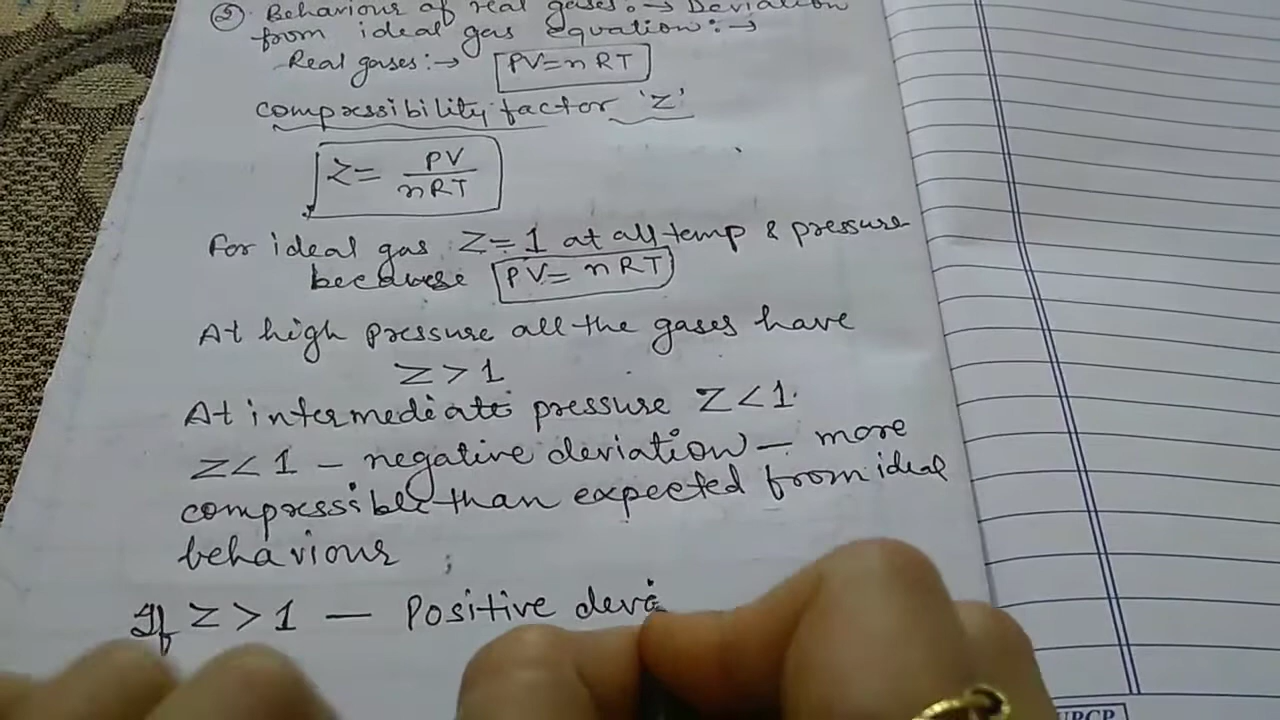 ② Behaviour of real gases:→ Deviation
from ideal gas equation:→
Real gases:→ PV=nRT
compressibility factor 'Z'
Z= PV
nRT
For ideal gas Z=1 at all temp & pressure
because PV=nRT
At high pressure all the gases have
Z>1
At intermediate pressure Z<1.
Z<1 - negative deviation - more
compressible than expected from ideal
behaviour
If Z>1 - Positive devi